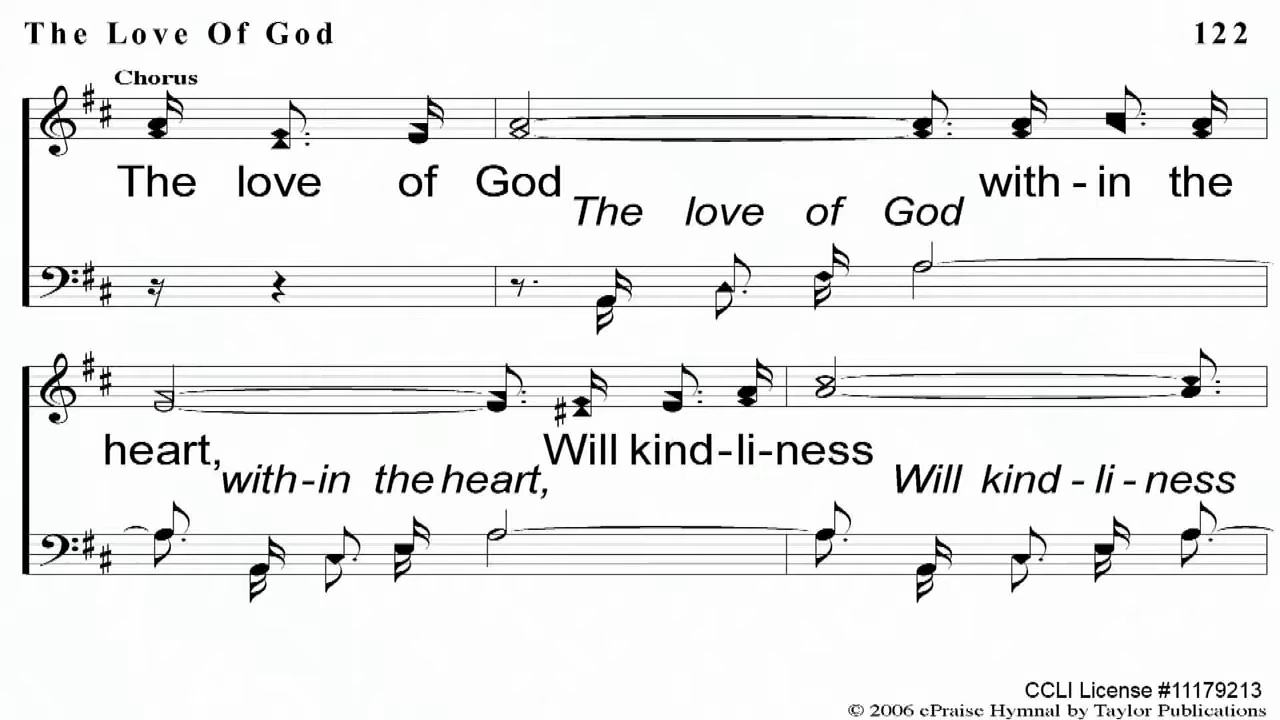 The Love Of God 122
Chorus
The love of God with - in the
The love of God
heart, Will kind-li-ness
with-in the heart, Will kind - li - ness
CCLI License #11179213
© 2006 ePraise Hymnal by Taylor Publications